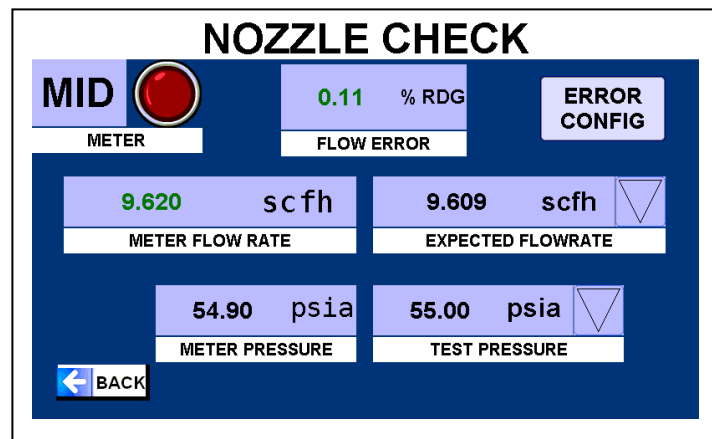 NOZZLE CHECK
MID
METER
0.11 % RDG
FLOW ERROR
ERROR
CONFIG
9.620 scfh
METER FLOW RATE
9.609 scfh
EXPECTED FLOWRATE
54.90 psia
METER PRESSURE
55.00 psia
TEST PRESSURE
BACK